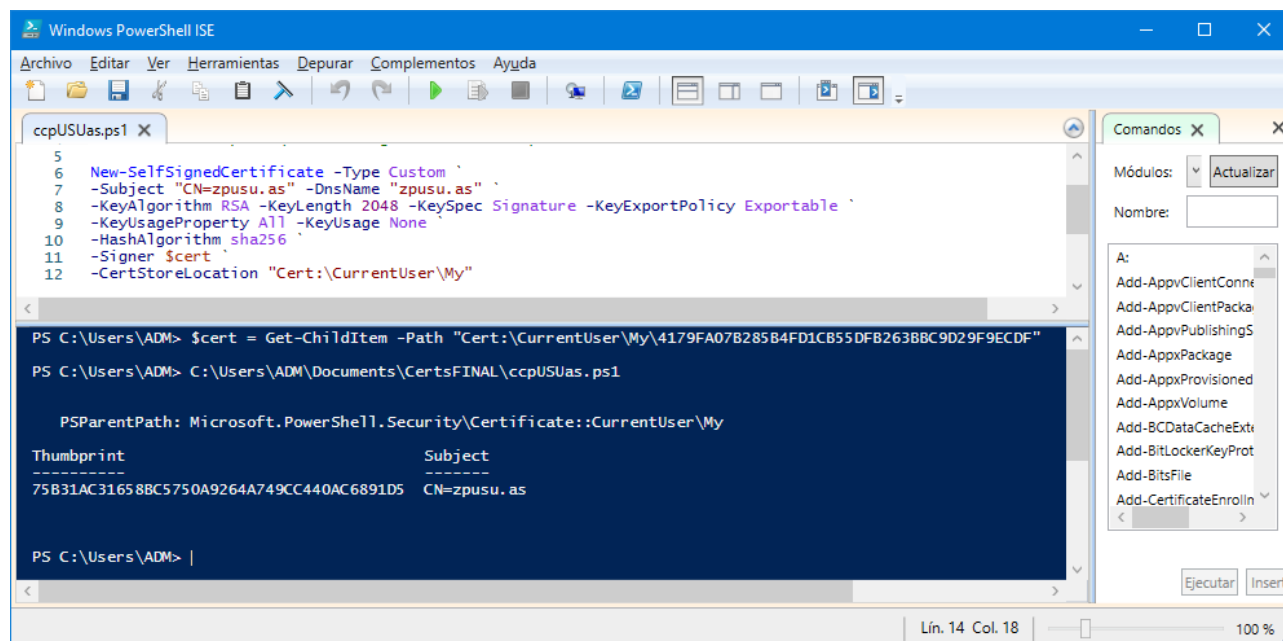 Windows PowerShell ISE
Archivo Editar Ver Herramientas Depurar Complementos Ayuda
ccpUSUas.ps1
5
6 New-SelfSignedCertificate -Type Custom `
7 -Subject "CN=zpusu.as" -DnsName "zpusu.as" `
8 -KeyAlgorithm RSA -KeyLength 2048 -KeySpec Signature -KeyExportPolicy Exportable `
9 -KeyUsageProperty All -KeyUsage None `
10 -HashAlgorithm sha256 `
11 -Signer $cert `
12 -CertStoreLocation "Cert:\CurrentUser\My"
PS C:\Users\ADM> $cert = Get-ChildItem -Path "Cert:\CurrentUser\My\4179FA07B285B4FD1CB55DFB263BBC9D29F9ECDF"
PS C:\Users\ADM> C:\Users\ADM\Documents\CertsFINAL\ccpUSUas.ps1
PSParentPath: Microsoft.PowerShell.Security\Certificate::CurrentUser\My
Thumbprint Subject
---------- -------
75B31AC31658BC5750A9264A749CC440AC6891D5 CN=zpusu.as
PS C:\Users\ADM>
Comandos
Módulos: Actualizar
Nombre:
A:
Add-AppvClientConne
Add-AppvClientPacka
Add-AppvPublishingS
Add-AppxPackage
Add-AppxProvisioned
Add-AppxVolume
Add-BCDataCacheExte
Add-BitLockerKeyProt
Add-BitsFile
Add-CertificateEnrolln
Ejecutar Inser
Lín. 14 Col. 18 100 %